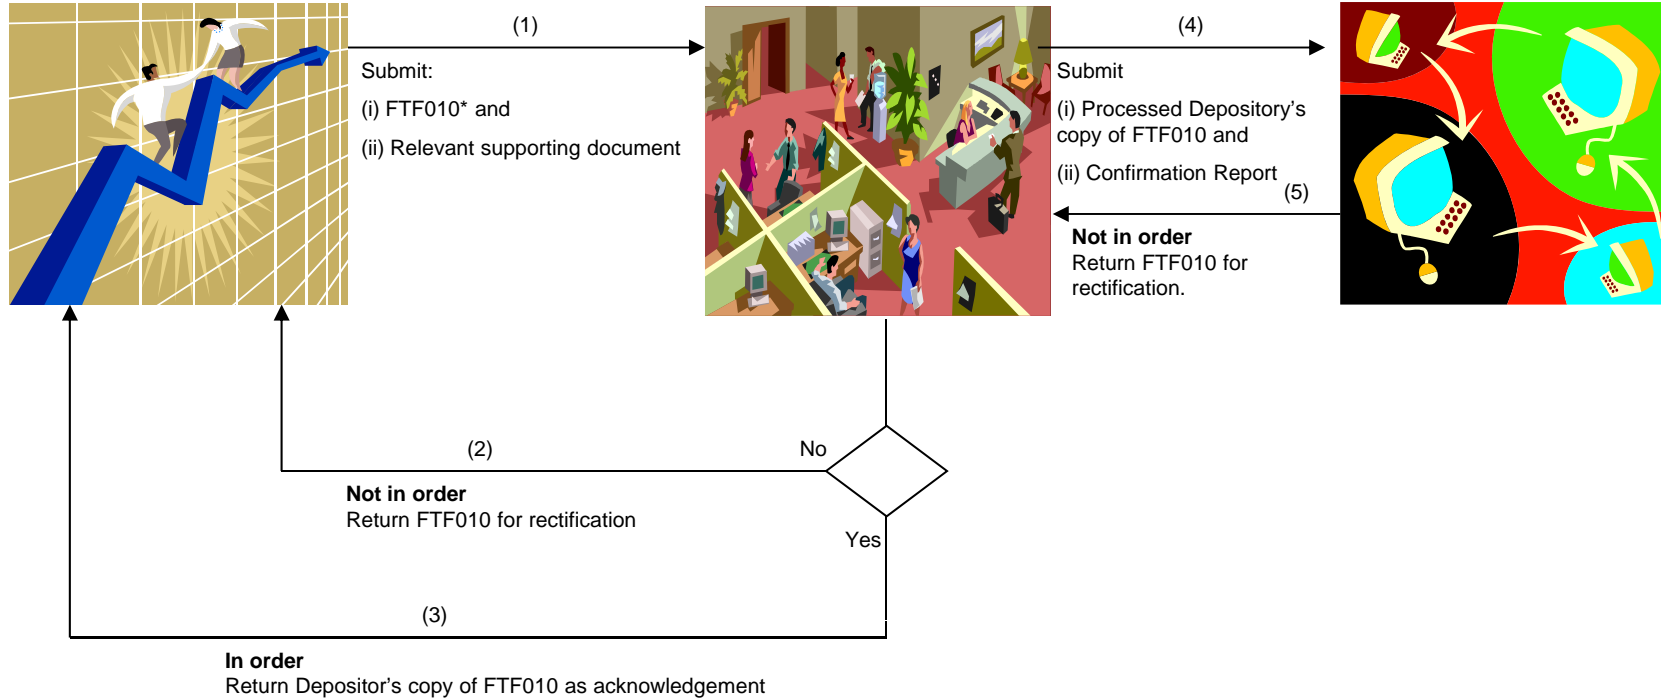 (1)
Submit:
(i) FTF010* and
(ii) Relevant supporting document
(4)
Submit
(i) Processed Depository's
copy of FTF010 and
(ii) Confirmation Report
(5)
Not in order
Return FTF010 for
rectification.
(2)
No
Not in order
Return FTF010 for rectification
Yes
(3)
In order
Return Depositor's copy of FTF010 as acknowledgement